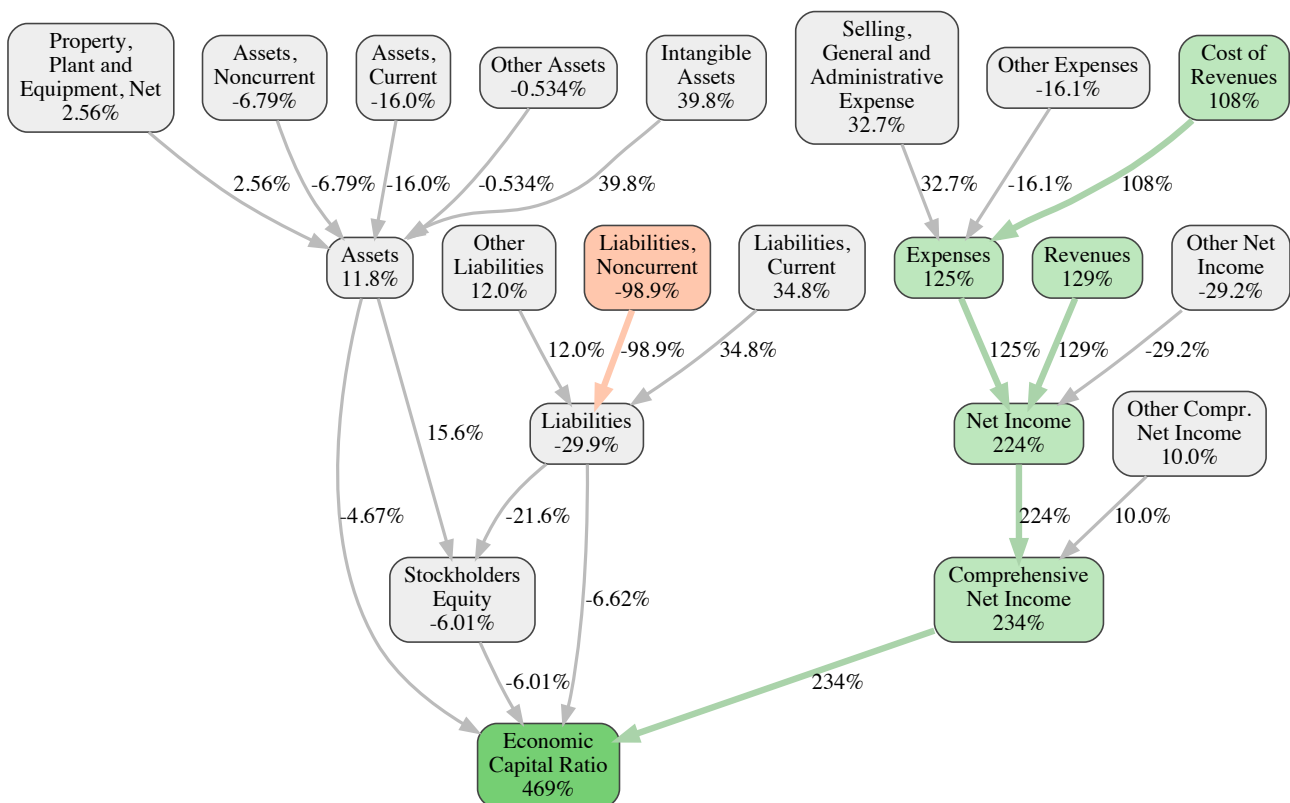 Property,
Plant and
Equipment, Net
2.56%
Assets,
Noncurrent
-6.79%
Assets,
Current
-16.0%
Other Assets
-0.534%
Intangible
Assets
39.8%
Selling,
General and
Administrative
Expense
32.7%
Other Expenses
-16.1%
Cost of
Revenues
108%
2.56%
-6.79%
-16.0%
-0.534%
39.8%
32.7%
-16.1%
108%
Assets
11.8%
Other
Liabilities
12.0%
Liabilities,
Noncurrent
-98.9%
Liabilities,
Current
34.8%
Expenses
125%
Revenues
129%
Other Net
Income
-29.2%
12.0%
-98.9%
34.8%
125%
129%
-29.2%
15.6%
Liabilities
-29.9%
Net Income
224%
Other Compr.
Net Income
10.0%
-4.67%
-21.6%
224%
10.0%
Stockholders
Equity
-6.01%
-6.62%
Comprehensive
Net Income
234%
-6.01%
234%
Economic
Capital Ratio
469%